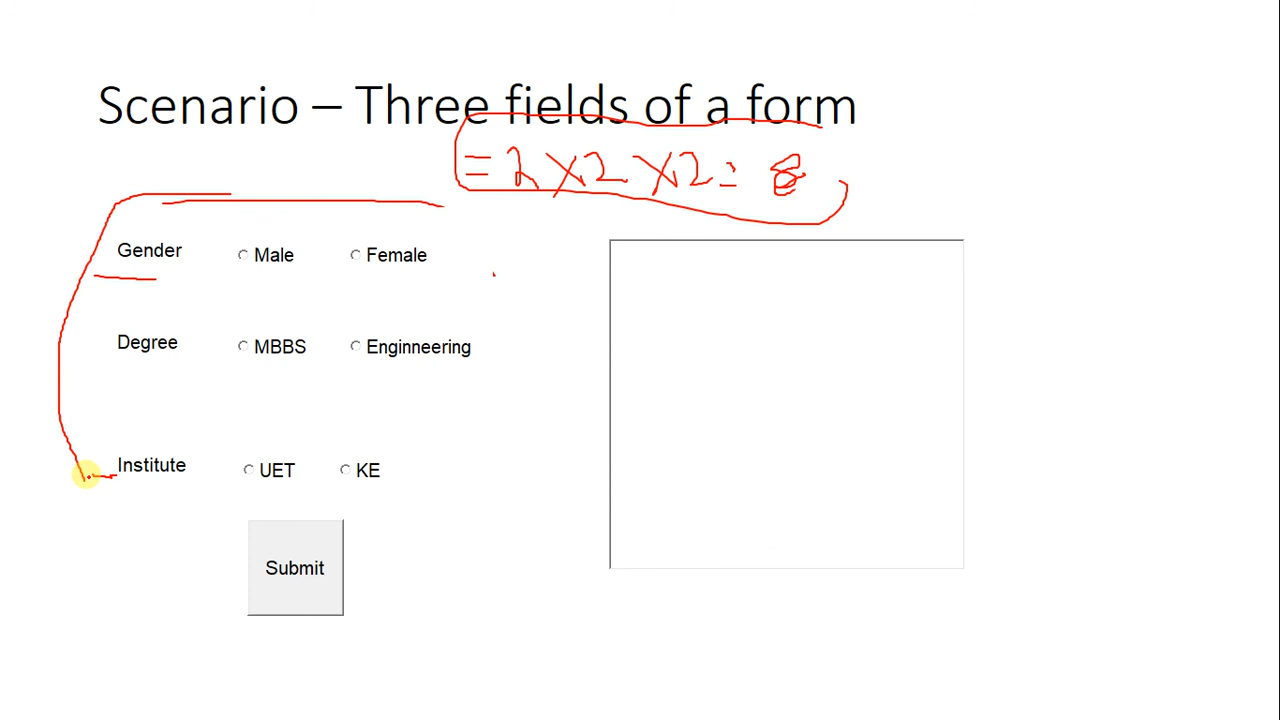 Scenario – Three fields of a form
= 2 X 2 X 2 = 8
Gender Male Female
Degree MBBS Enginneering
Institute UET KE
Submit